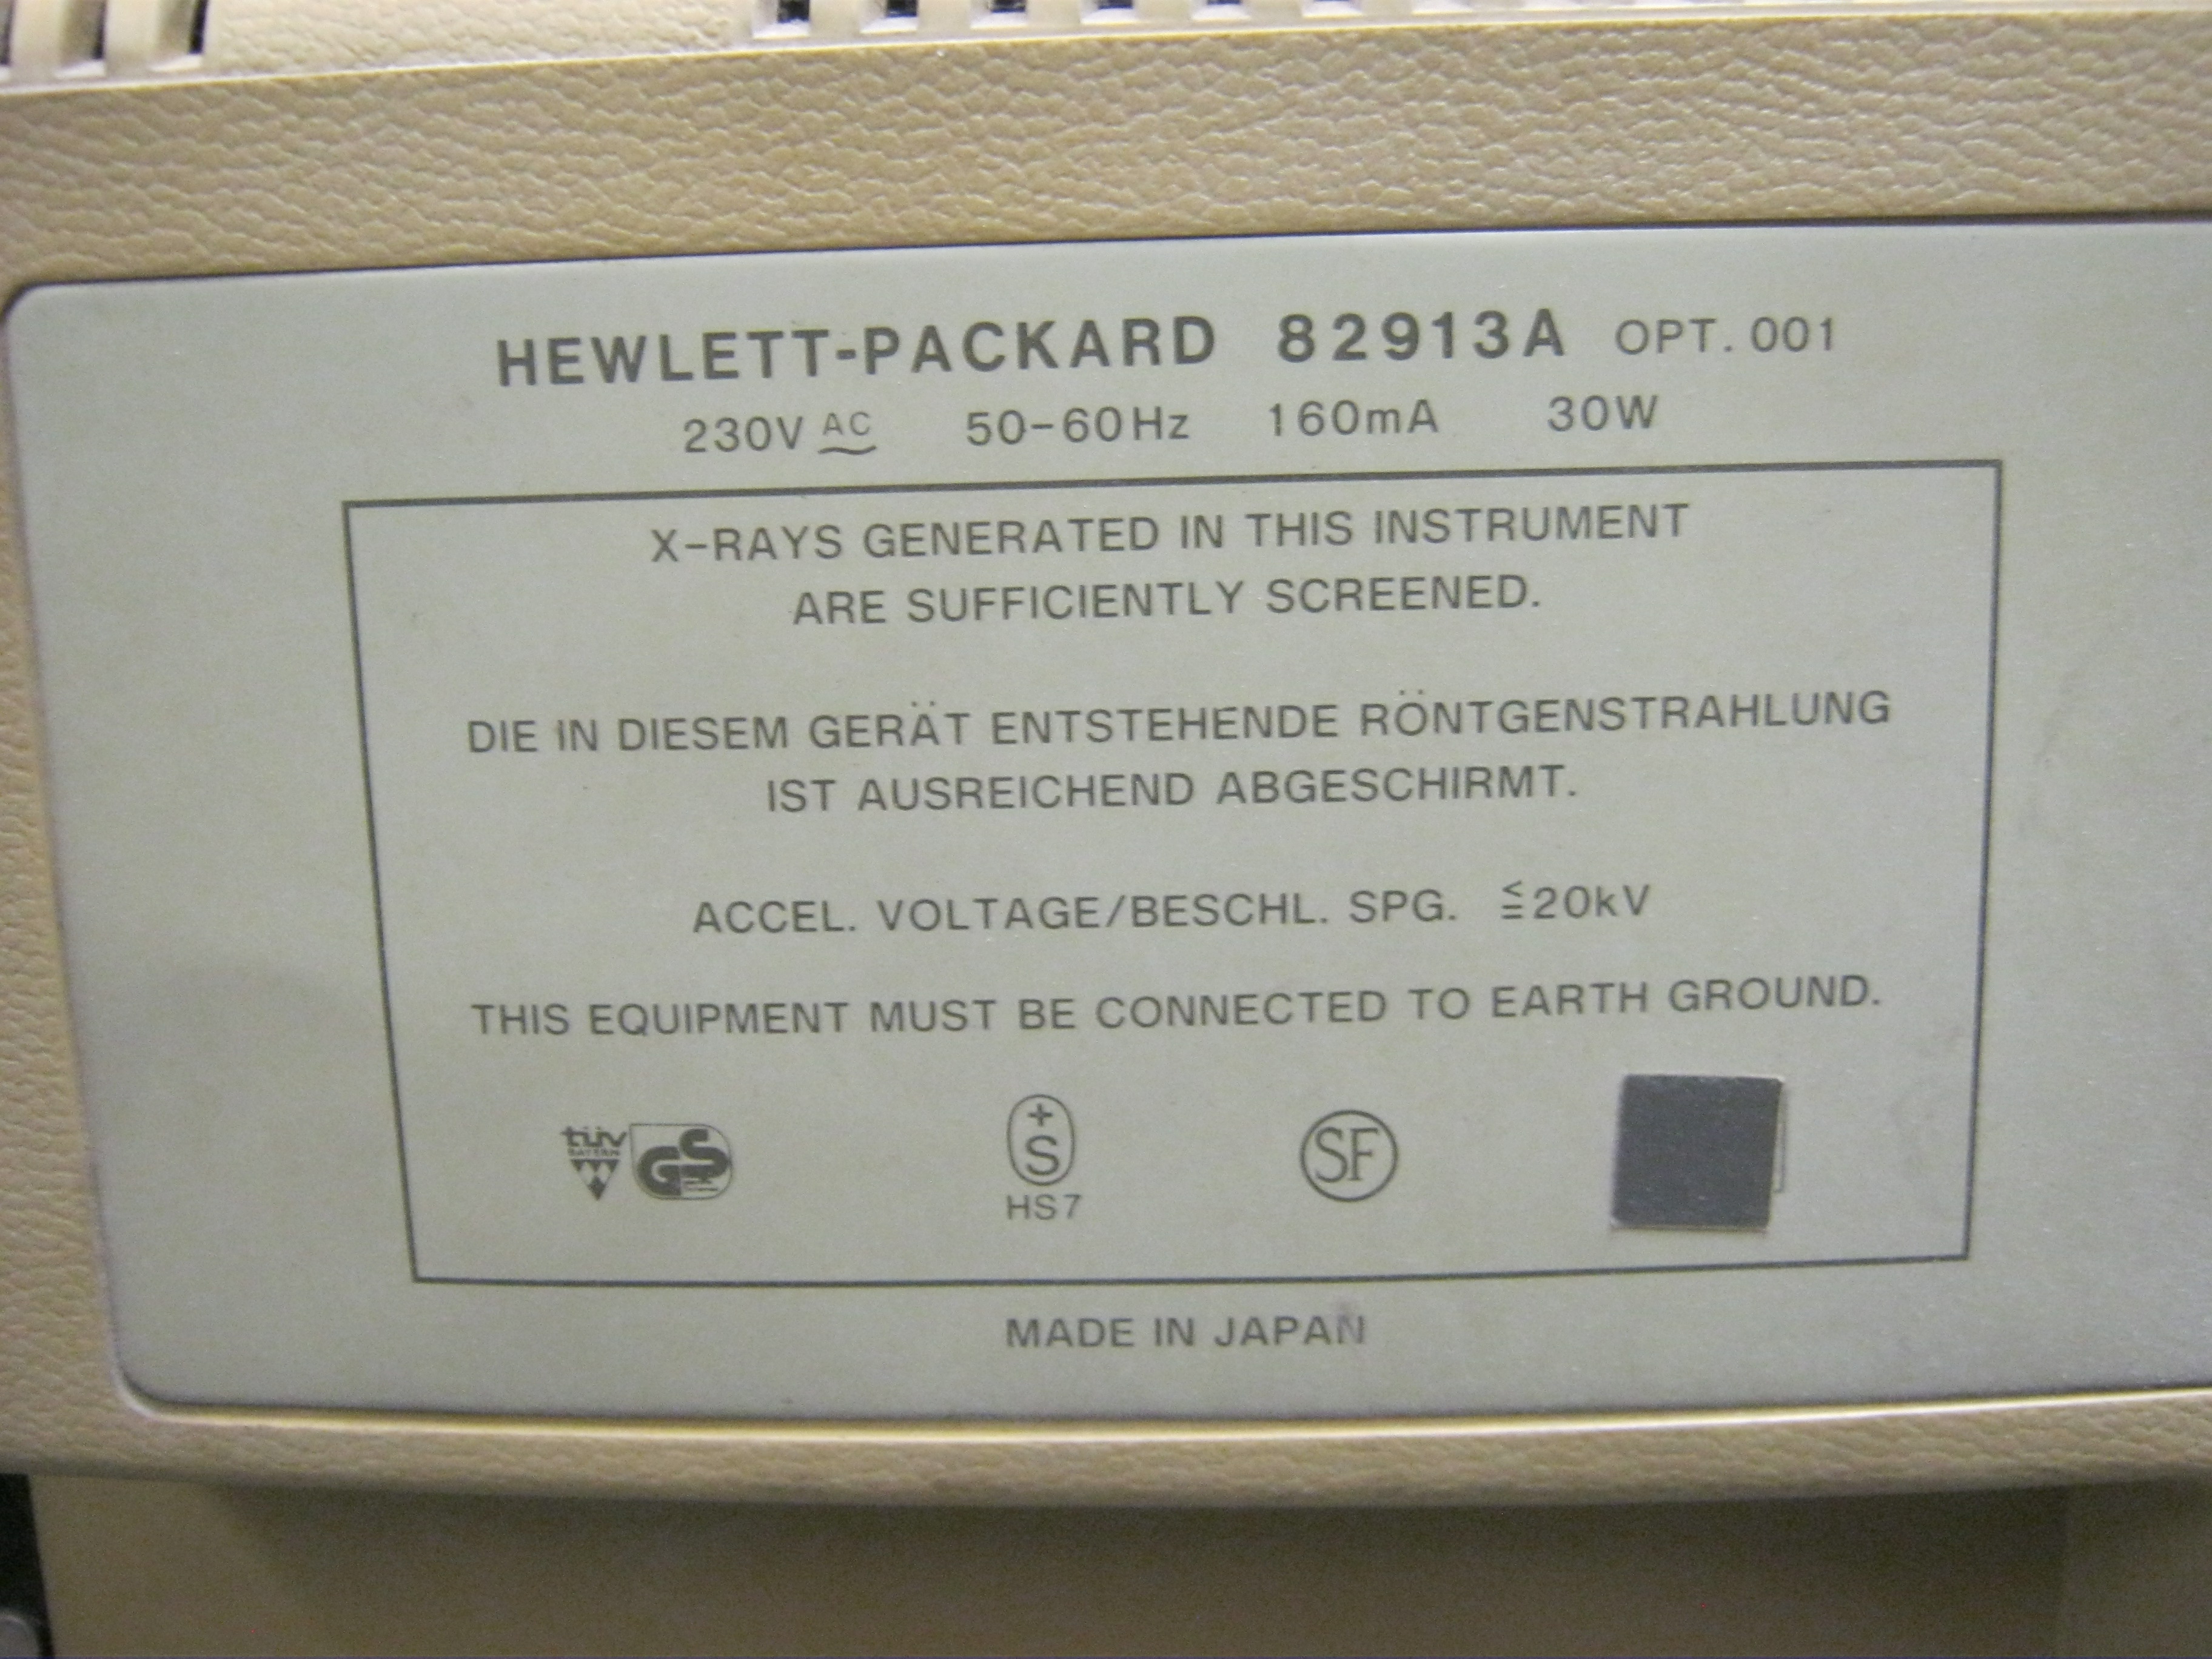 HEWLETT-PACKARD 82913A OPT. 001
230V AC 50-60Hz 160mA 30W
X-RAYS GENERATED IN THIS INSTRUMENT
ARE SUFFICIENTLY SCREENED.
DIE IN DIESEM GERÄT ENTSTEHENDE RÖNTGENSTRAHLUNG
IST AUSREICHEND ABGESCHIRMT.
ACCEL. VOLTAGE/BESCHL. SPG. ≦20kV
THIS EQUIPMENT MUST BE CONNECTED TO EARTH GROUND.
TÜV BAYERN GS +S SF
HS7
MADE IN JAPAN